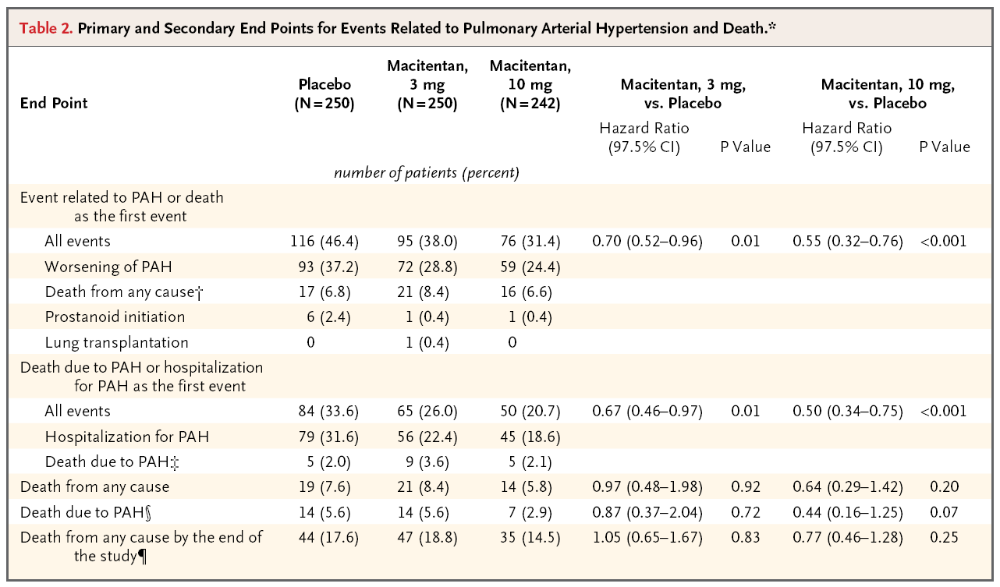 Table 2. Primary and Secondary End Points for Events Related to Pulmonary Arterial Hypertension and Death.*
End Point Placebo (N=250) Macitentan, 3 mg (N=250) Macitentan, 10 mg (N=242) Macitentan, 3 mg, vs. Placebo Macitentan, 10 mg, vs. Placebo
Hazard Ratio (97.5% CI) P Value Hazard Ratio (97.5% CI) P Value
number of patients (percent)
Event related to PAH or death
as the first event
All events 116 (46.4) 95 (38.0) 76 (31.4) 0.70 (0.52–0.96) 0.01 0.55 (0.32–0.76) <0.001
Worsening of PAH 93 (37.2) 72 (28.8) 59 (24.4)
Death from any cause† 17 (6.8) 21 (8.4) 16 (6.6)
Prostanoid initiation 6 (2.4) 1 (0.4) 1 (0.4)
Lung transplantation 0 1 (0.4) 0
Death due to PAH or hospitalization
for PAH as the first event
All events 84 (33.6) 65 (26.0) 50 (20.7) 0.67 (0.46–0.97) 0.01 0.50 (0.34–0.75) <0.001
Hospitalization for PAH 79 (31.6) 56 (22.4) 45 (18.6)
Death due to PAH‡ 5 (2.0) 9 (3.6) 5 (2.1)
Death from any cause 19 (7.6) 21 (8.4) 14 (5.8) 0.97 (0.48–1.98) 0.92 0.64 (0.29–1.42) 0.20
Death due to PAH§ 14 (5.6) 14 (5.6) 7 (2.9) 0.87 (0.37–2.04) 0.72 0.44 (0.16–1.25) 0.07
Death from any cause by the end of 44 (17.6) 47 (18.8) 35 (14.5) 1.05 (0.65–1.67) 0.83 0.77 (0.46–1.28) 0.25
the study¶